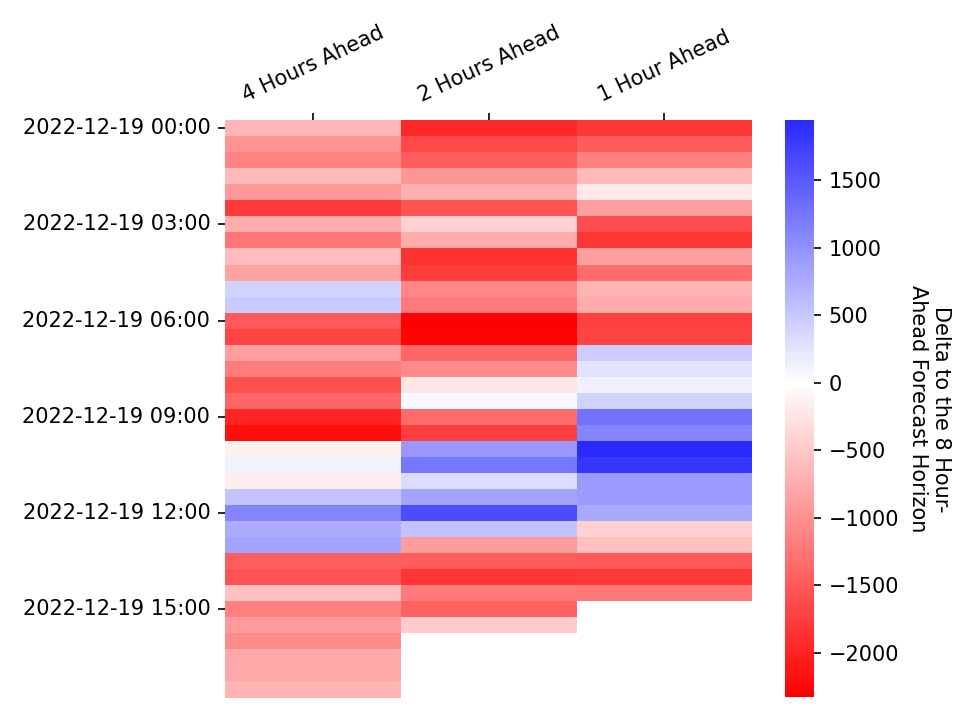 4 Hours Ahead
2 Hours Ahead
1 Hour Ahead
2022-12-19 00:00
2022-12-19 03:00
2022-12-19 06:00
2022-12-19 09:00
2022-12-19 12:00
2022-12-19 15:00
1500
1000
500
0
−500
−1000
−1500
−2000
Delta to the 8 Hour-
Ahead Forecast Horizon